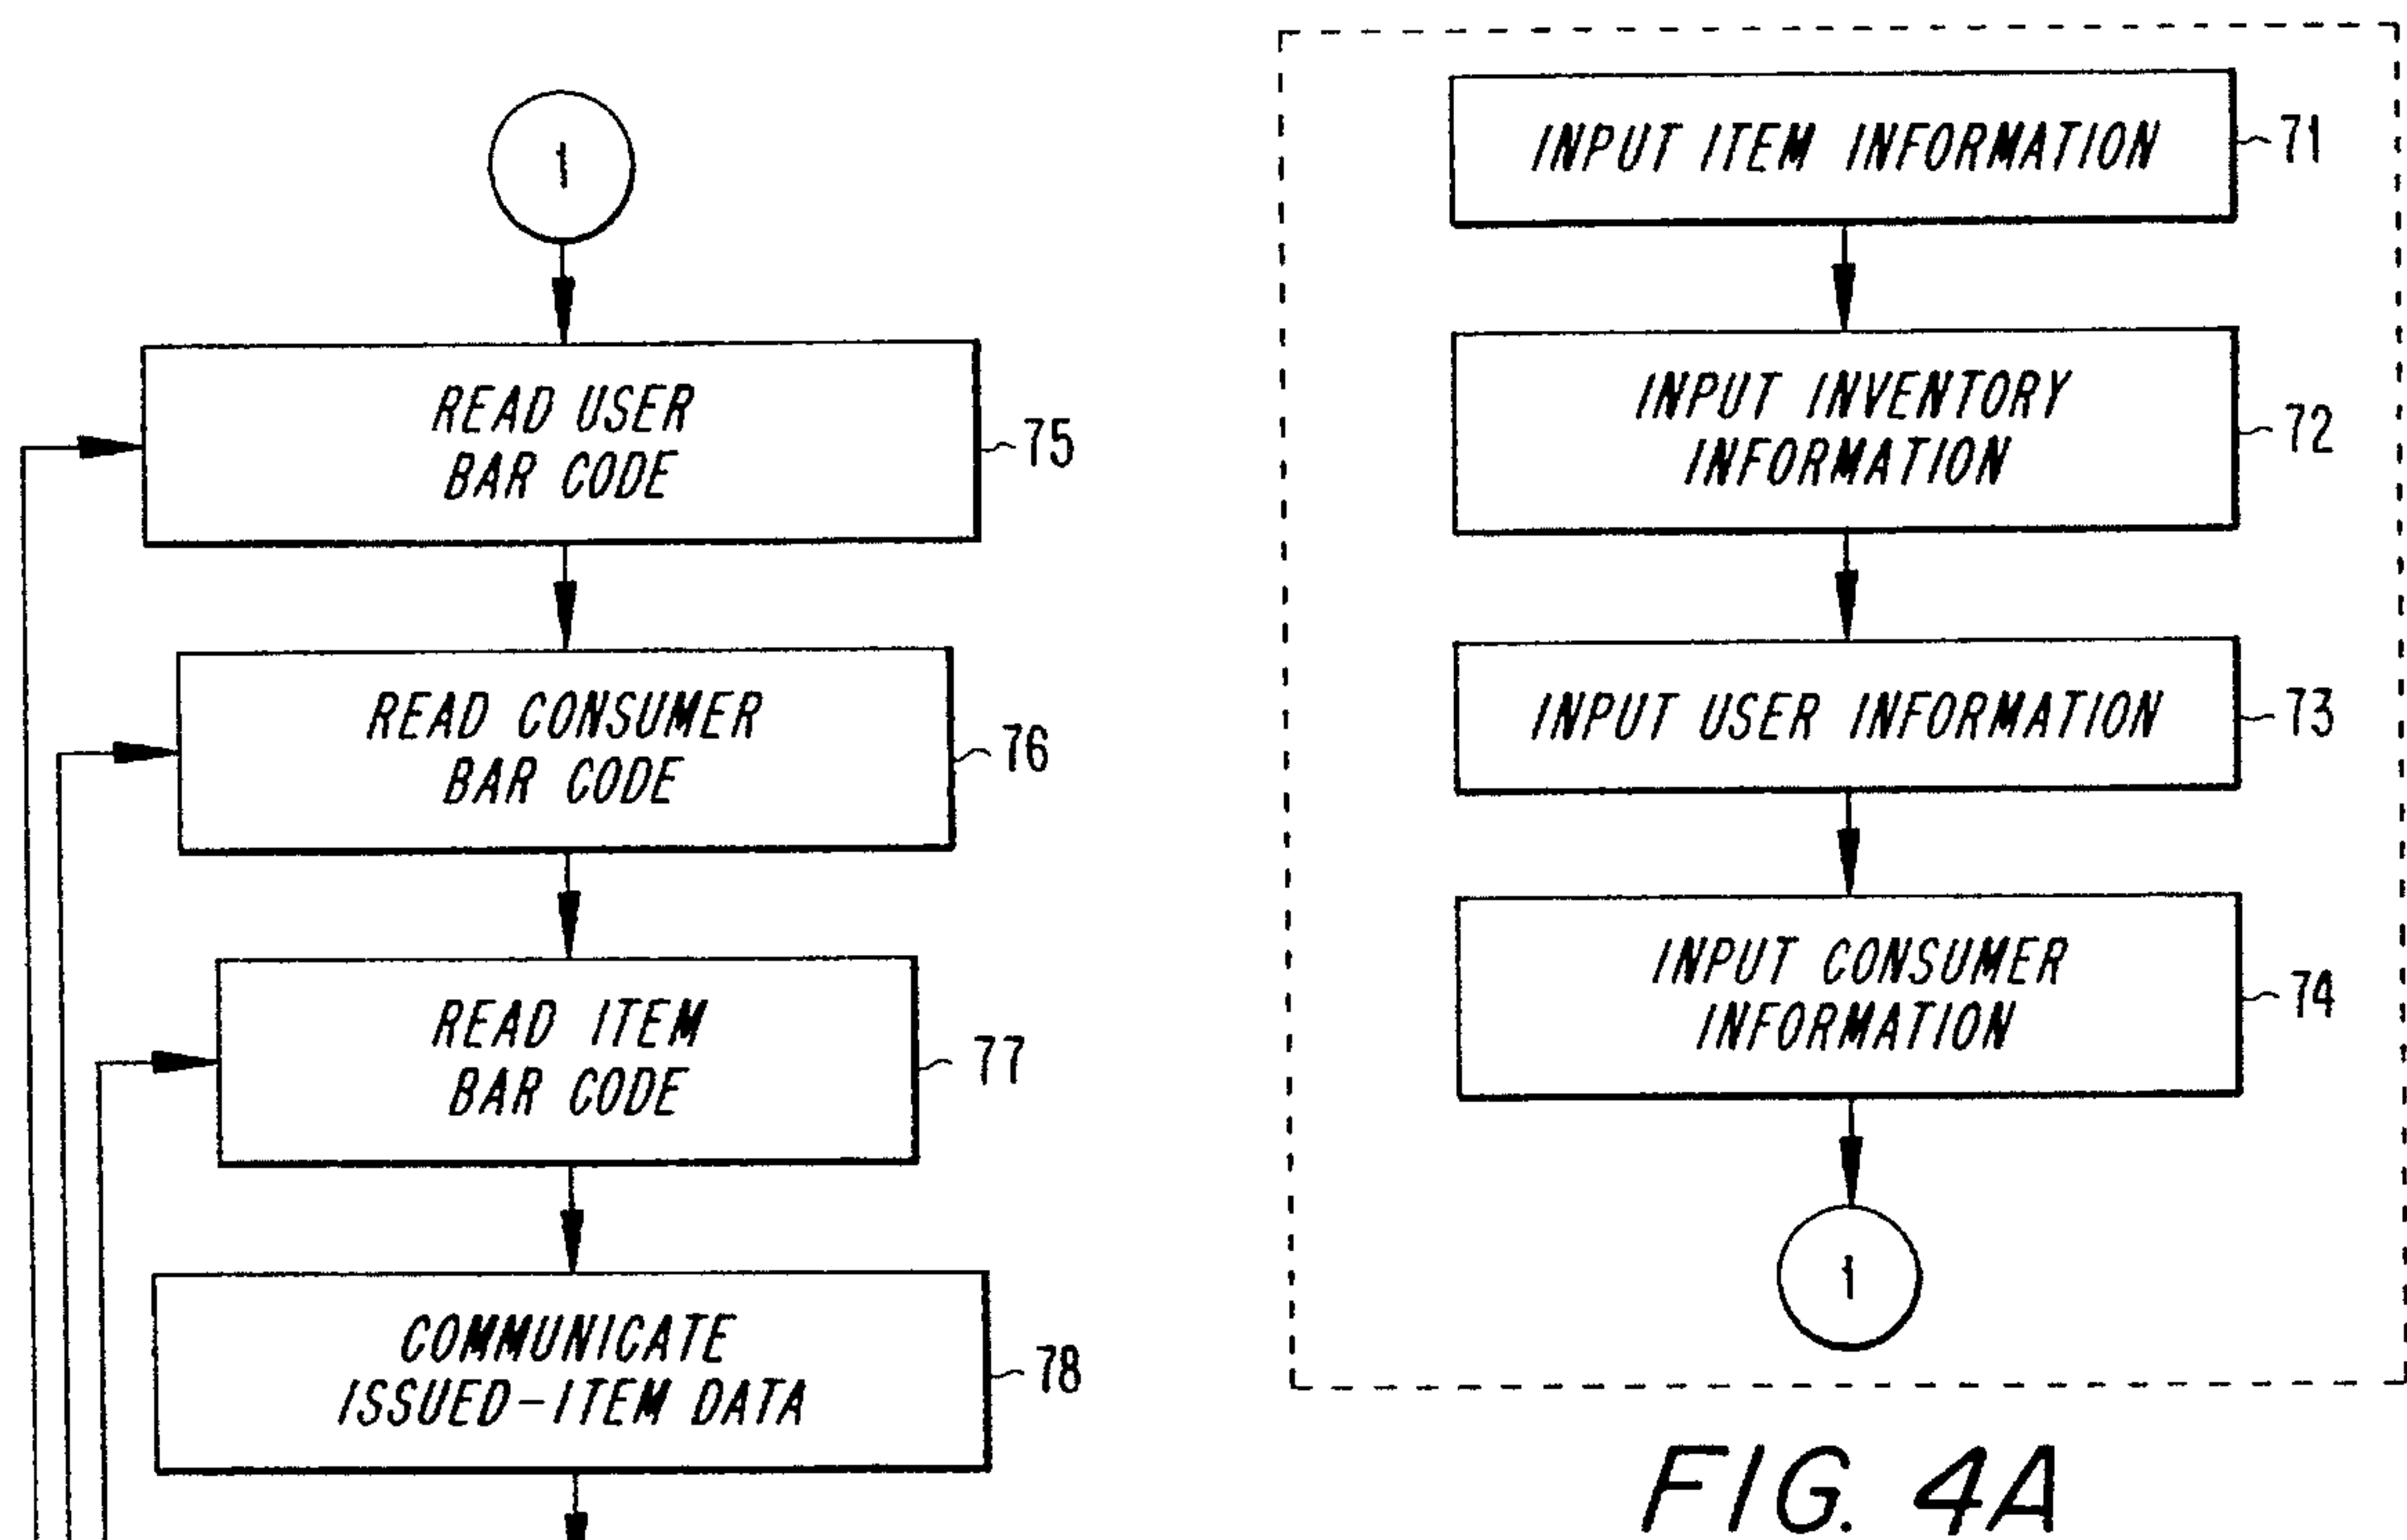 1
READ USER
BAR CODE
75
READ CONSUMER
BAR CODE
76
READ ITEM
BAR CODE
77
COMMUNICATE
ISSUED-ITEM DATA
78
INPUT ITEM INFORMATION
71
INPUT INVENTORY
INFORMATION
72
INPUT USER INFORMATION
73
INPUT CONSUMER
INFORMATION
74
1
FIG. 4A